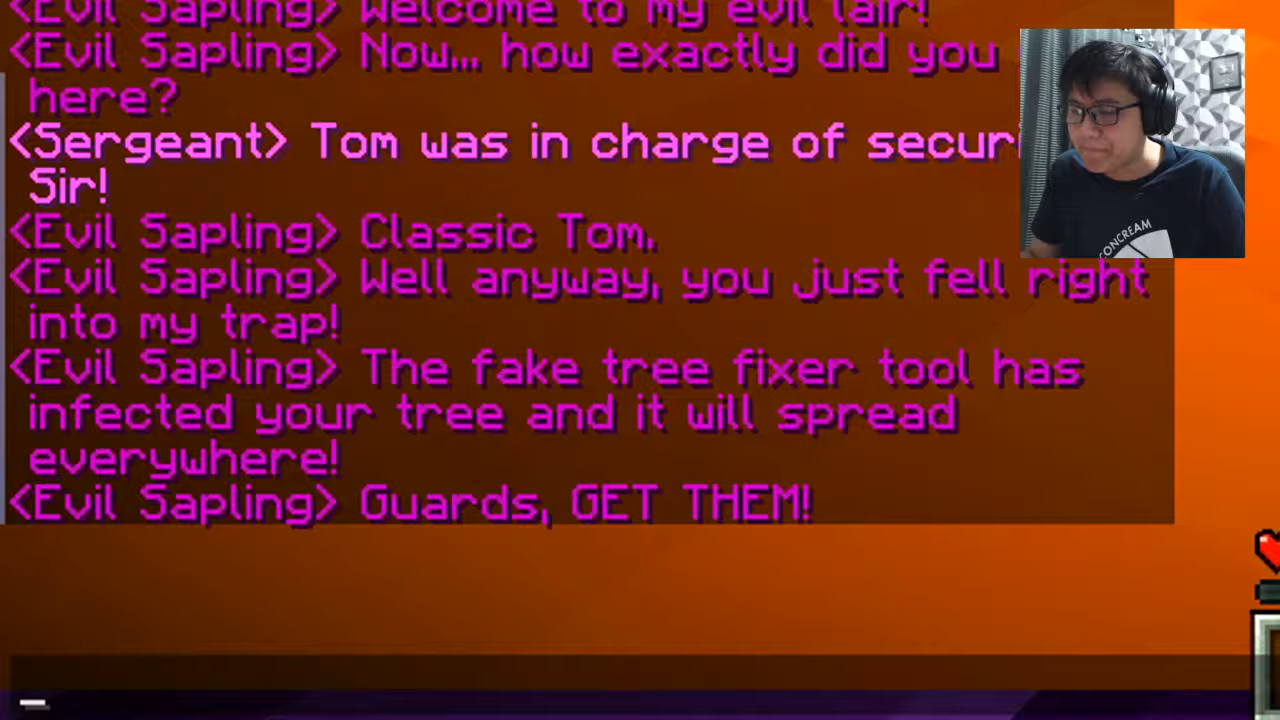 <Evil Sapling> Welcome to my evil lair!
<Evil Sapling> Now... how exactly did you
here?
<Sergeant> Tom was in charge of secur
Sir!
<Evil Sapling> Classic Tom.
<Evil Sapling> Well anyway, you just fell right
into my trap!
<Evil Sapling> The fake tree fixer tool has
infected your tree and it will spread
everywhere!
<Evil Sapling> Guards, GET THEM!
CONCREAM